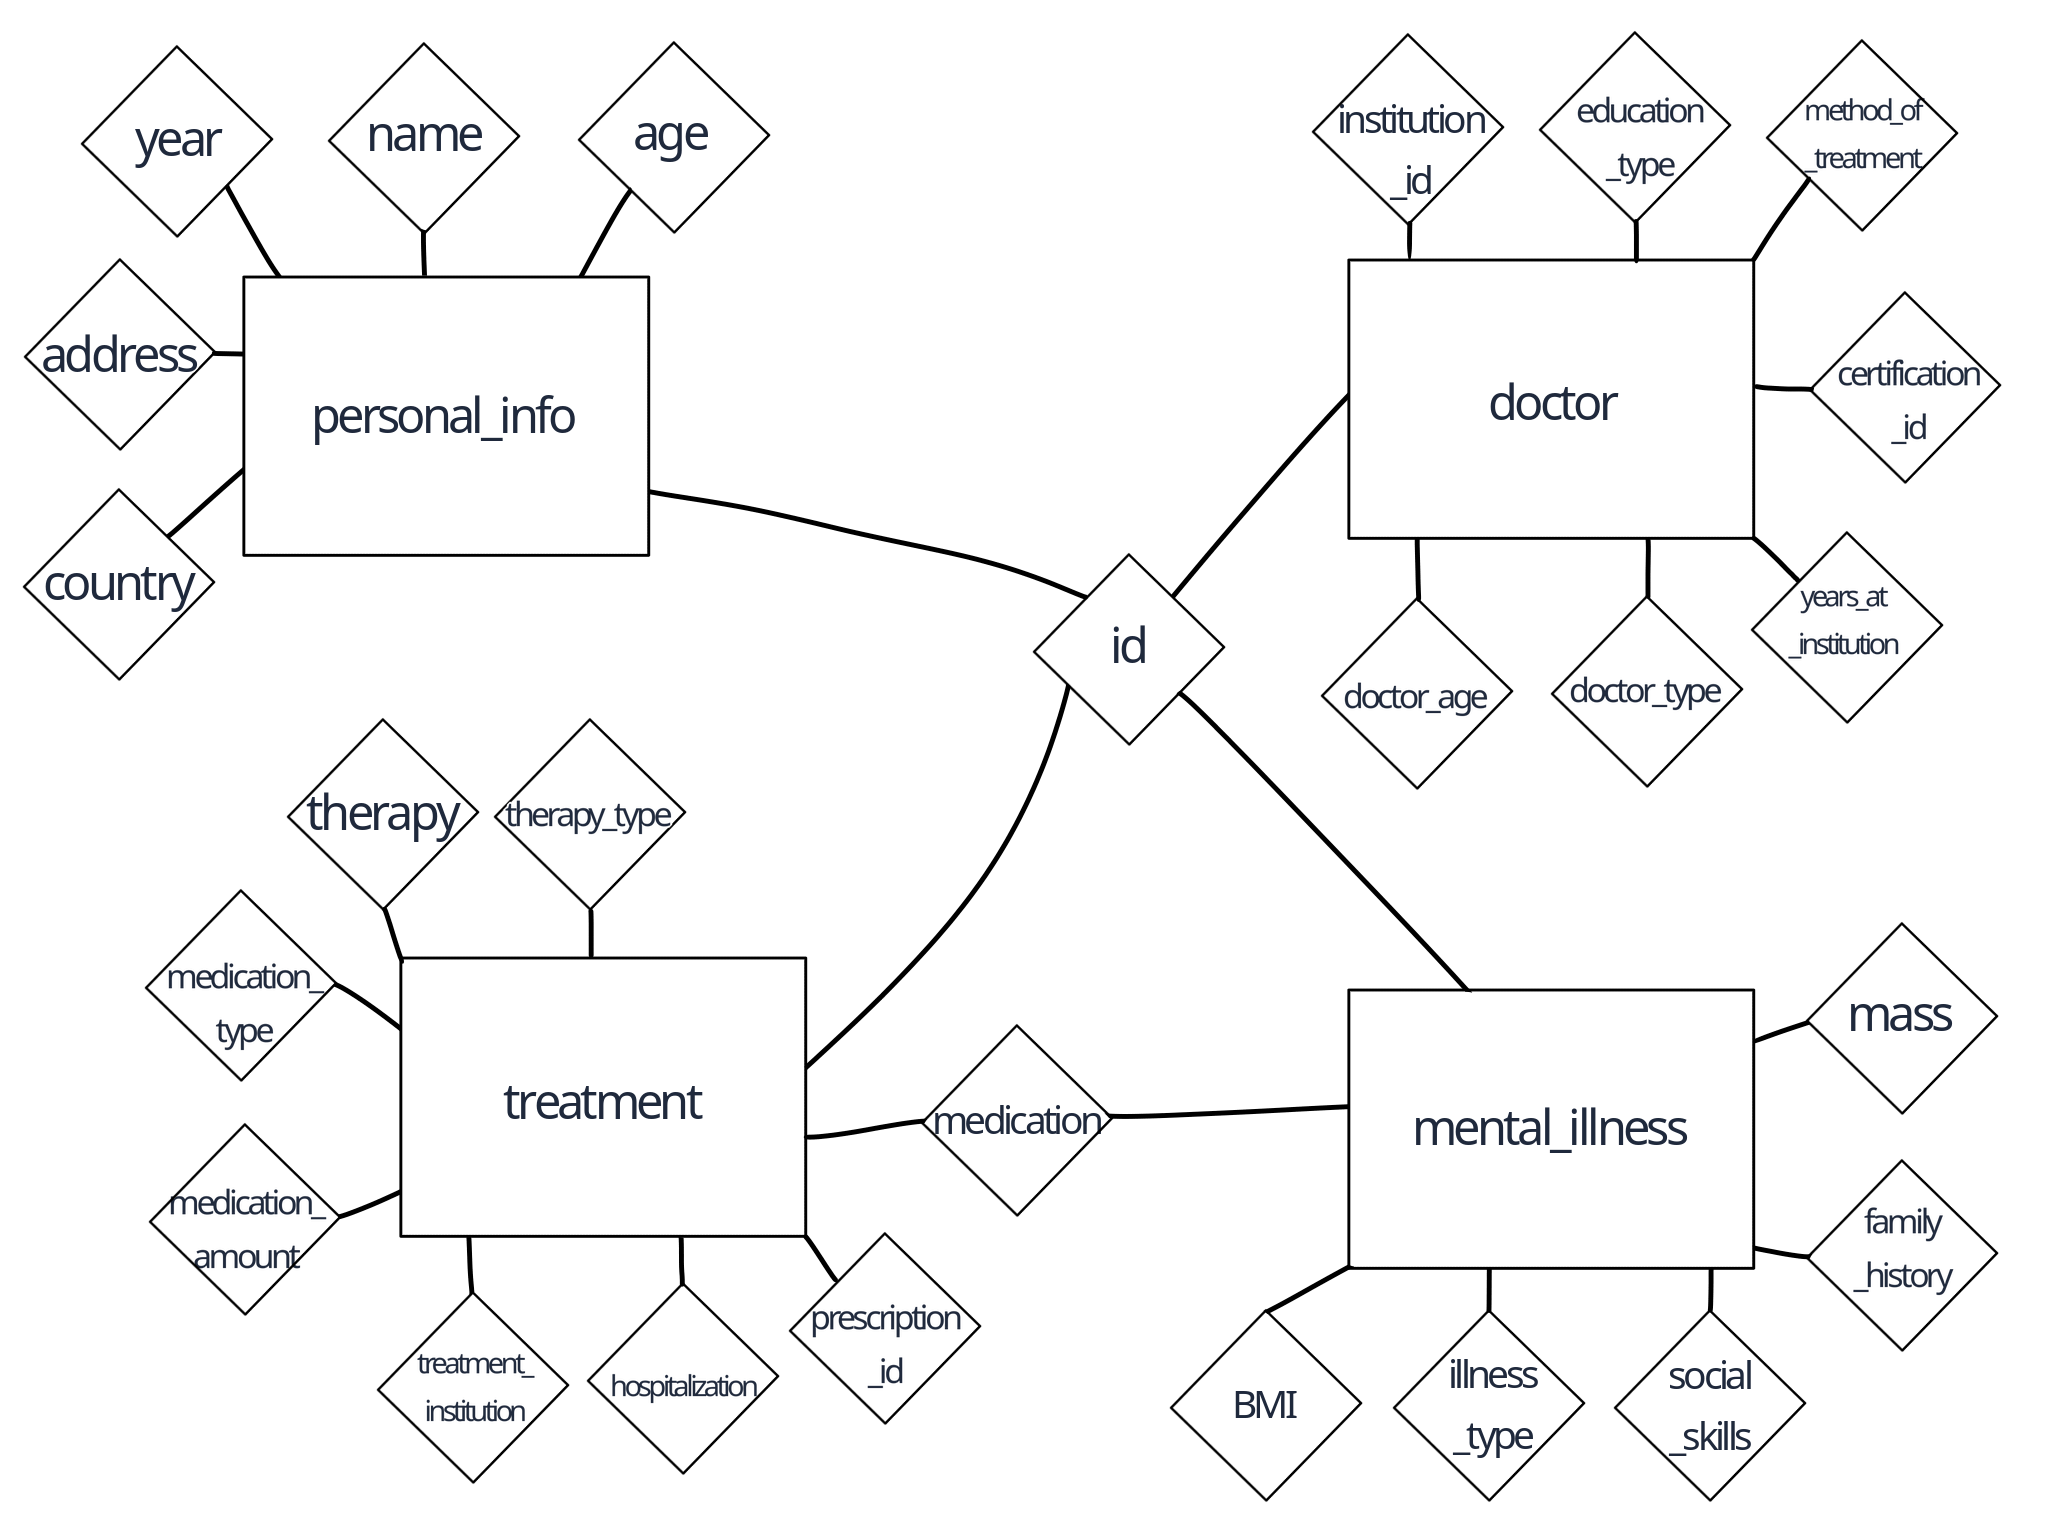 year
name
age
address
country
personal_info
institution
_id
education
_type
method_of
_treatment
certification
_id
doctor
years_at
_institution
doctor_age
doctor_type
id
therapy
therapy_type
medication_
type
medication_
amount
treatment
medication
treatment_
institution
hospitalization
prescription
_id
mental_illness
mass
family
_history
BMI
illness
_type
social
_skills